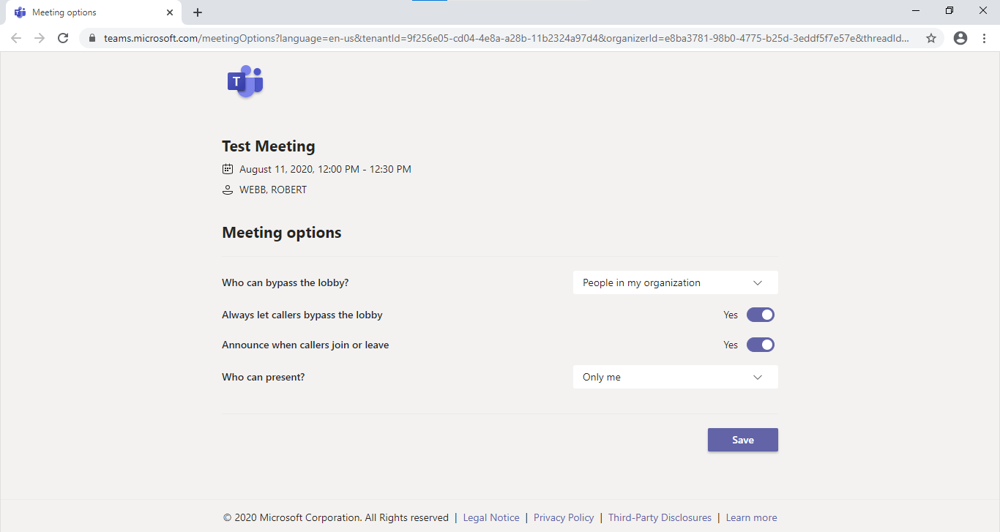 Meeting options
teams.microsoft.com/meetingOptions?language=en-us&tenantId=9f256e05-cd04-4e8a-a28b-11b2324a97d4&organizerId=e8ba3781-98b0-4775-b25d-3eddf5f7e57e&threadId...
T
Test Meeting
August 11, 2020, 12:00 PM - 12:30 PM
WEBB, ROBERT
Meeting options
Who can bypass the lobby? People in my organization
Always let callers bypass the lobby Yes
Announce when callers join or leave Yes
Who can present? Only me
Save
© 2020 Microsoft Corporation. All Rights reserved | Legal Notice | Privacy Policy | Third-Party Disclosures | Learn more